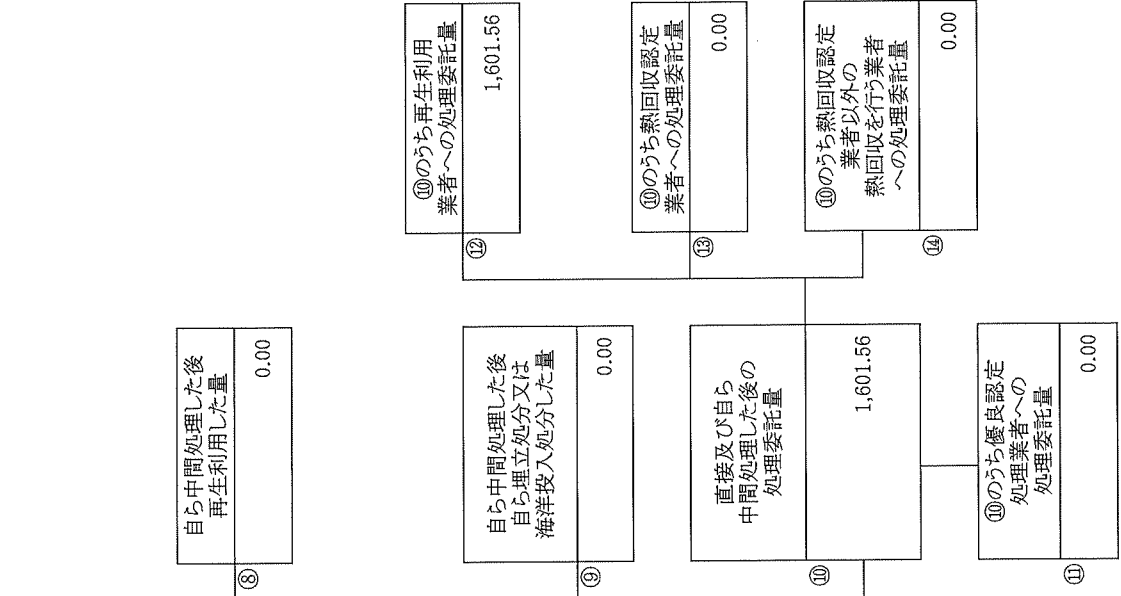 ⑧
自ら中間処理した後
再生利用した量
0.00
⑨
自ら中間処理した後
自ら埋立処分又は
海洋投入処分した量
0.00
⑩
直接及び自ら
中間処理した後の
処理委託量
1,601.56
⑪
⑩のうち優良認定
処理業者への
処理委託量
0.00
⑫
⑩のうち再生利用
業者への処理委託量
1,601.56
⑬
⑩のうち熱回収認定
業者への処理委託量
0.00
⑭
⑩のうち熱回収認定
業者以外の
熱回収を行う業者
への処理委託量
0.00